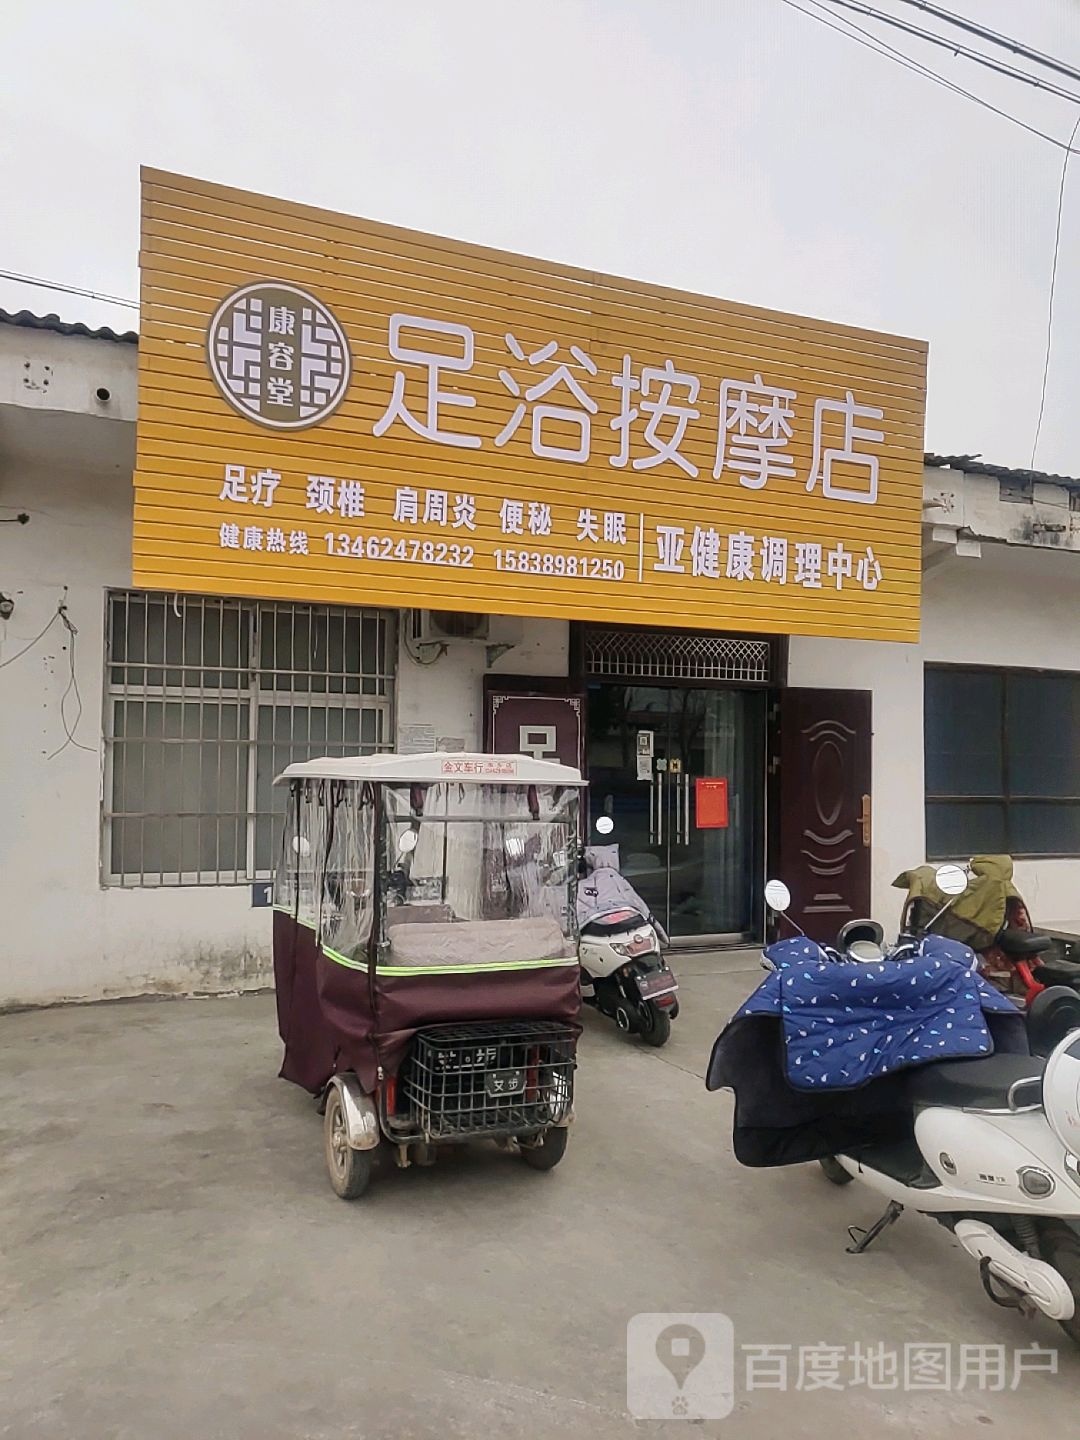 康容堂
足浴按摩店
足疗 颈椎 肩周炎 便秘 失眠
健康热线 13462478232 15838981250
亚健康调理中心
足
金文车行
安步
百度地图用户